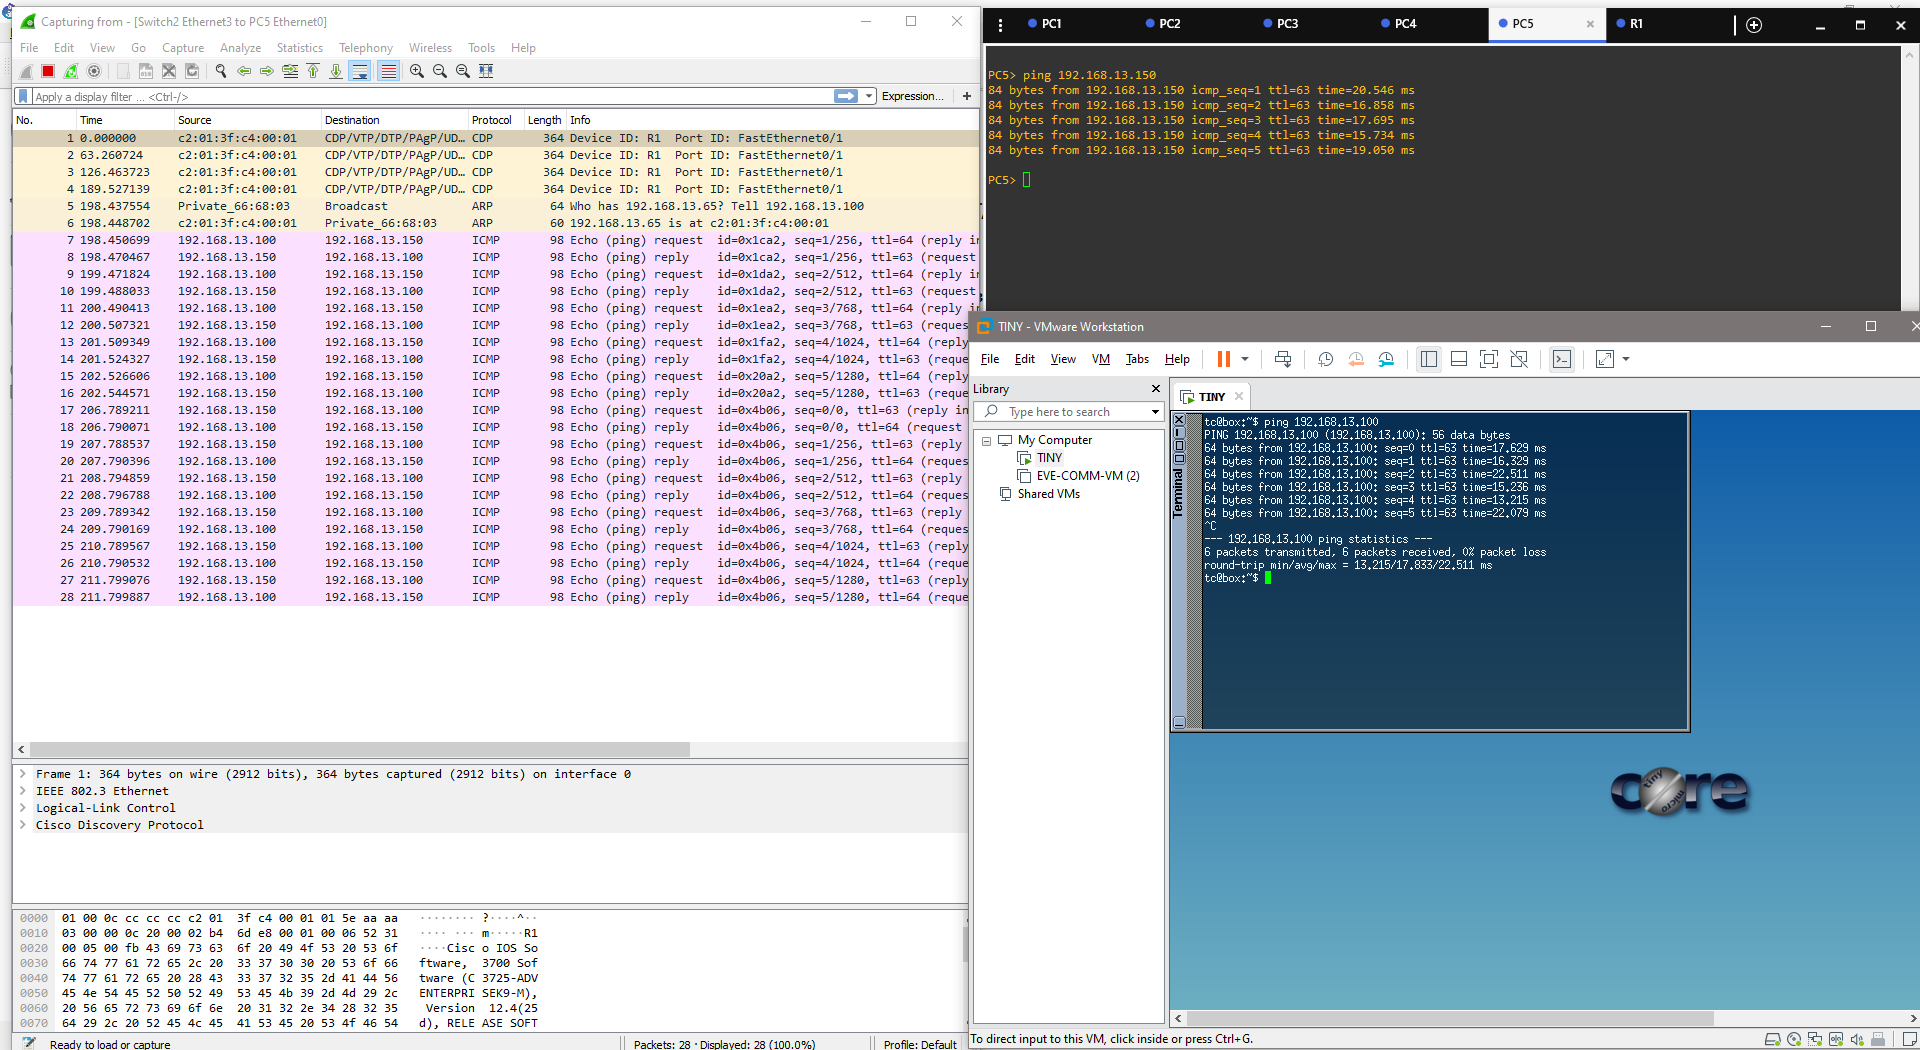 Capturing from - [Switch2 Ethernet3 to PC5 Ethernet0]
File Edit View Go Capture Analyze Statistics Telephony Wireless Tools Help
Apply a display filter ... <Ctrl-/>
Expression... +
No. Time Source Destination Protocol Length Info
1 0.000000 c2:01:3f:c4:00:01 CDP/VTP/DTP/PAgP/UD... CDP 364 Device ID: R1 Port ID: FastEthernet0/1
2 63.260724 c2:01:3f:c4:00:01 CDP/VTP/DTP/PAgP/UD... CDP 364 Device ID: R1 Port ID: FastEthernet0/1
3 126.463723 c2:01:3f:c4:00:01 CDP/VTP/DTP/PAgP/UD... CDP 364 Device ID: R1 Port ID: FastEthernet0/1
4 189.527139 c2:01:3f:c4:00:01 CDP/VTP/DTP/PAgP/UD... CDP 364 Device ID: R1 Port ID: FastEthernet0/1
5 198.437554 Private_66:68:03 Broadcast ARP 64 Who has 192.168.13.65? Tell 192.168.13.100
6 198.448702 c2:01:3f:c4:00:01 Private_66:68:03 ARP 60 192.168.13.65 is at c2:01:3f:c4:00:01
7 198.450699 192.168.13.100 192.168.13.150 ICMP 98 Echo (ping) request id=0x1ca2, seq=1/256, ttl=64 (reply in
8 198.470467 192.168.13.150 192.168.13.100 ICMP 98 Echo (ping) reply id=0x1ca2, seq=1/256, ttl=63 (request
9 199.471824 192.168.13.100 192.168.13.150 ICMP 98 Echo (ping) request id=0x1da2, seq=2/512, ttl=64 (reply in
10 199.488033 192.168.13.150 192.168.13.100 ICMP 98 Echo (ping) reply id=0x1da2, seq=2/512, ttl=63 (request
11 200.490413 192.168.13.100 192.168.13.150 ICMP 98 Echo (ping) request id=0x1ea2, seq=3/768, ttl=64 (reply in
12 200.507321 192.168.13.150 192.168.13.100 ICMP 98 Echo (ping) reply id=0x1ea2, seq=3/768, ttl=63 (reques
13 201.509349 192.168.13.100 192.168.13.150 ICMP 98 Echo (ping) request id=0x1fa2, seq=4/1024, ttl=64 (reply
14 201.524327 192.168.13.150 192.168.13.100 ICMP 98 Echo (ping) reply id=0x1fa2, seq=4/1024, ttl=63 (reque
15 202.526606 192.168.13.100 192.168.13.150 ICMP 98 Echo (ping) request id=0x20a2, seq=5/1280, ttl=64 (reply
16 202.544571 192.168.13.150 192.168.13.100 ICMP 98 Echo (ping) reply id=0x20a2, seq=5/1280, ttl=63 (reque
17 206.789211 192.168.13.150 192.168.13.100 ICMP 98 Echo (ping) request id=0x4b06, seq=0/0, ttl=63 (reply in
18 206.790071 192.168.13.100 192.168.13.150 ICMP 98 Echo (ping) reply id=0x4b06, seq=0/0, ttl=64 (request
19 207.788537 192.168.13.150 192.168.13.100 ICMP 98 Echo (ping) request id=0x4b06, seq=1/256, ttl=63 (reply
20 207.790396 192.168.13.100 192.168.13.150 ICMP 98 Echo (ping) reply id=0x4b06, seq=1/256, ttl=64 (reques
21 208.794859 192.168.13.150 192.168.13.100 ICMP 98 Echo (ping) request id=0x4b06, seq=2/512, ttl=63 (reply
22 208.796788 192.168.13.100 192.168.13.150 ICMP 98 Echo (ping) reply id=0x4b06, seq=2/512, ttl=64 (reques
23 209.789342 192.168.13.150 192.168.13.100 ICMP 98 Echo (ping) request id=0x4b06, seq=3/768, ttl=63 (reply
24 209.790169 192.168.13.100 192.168.13.150 ICMP 98 Echo (ping) reply id=0x4b06, seq=3/768, ttl=64 (reques
25 210.789567 192.168.13.150 192.168.13.100 ICMP 98 Echo (ping) request id=0x4b06, seq=4/1024, ttl=63 (reply
26 210.790532 192.168.13.100 192.168.13.150 ICMP 98 Echo (ping) reply id=0x4b06, seq=4/1024, ttl=64 (reque
27 211.799076 192.168.13.150 192.168.13.100 ICMP 98 Echo (ping) request id=0x4b06, seq=5/1280, ttl=63 (reply
28 211.799887 192.168.13.100 192.168.13.150 ICMP 98 Echo (ping) reply id=0x4b06, seq=5/1280, ttl=64 (reque
Frame 1: 364 bytes on wire (2912 bits), 364 bytes captured (2912 bits) on interface 0
IEEE 802.3 Ethernet
Logical-Link Control
Cisco Discovery Protocol
0000 01 00 0c cc cc cc c2 01 3f c4 00 01 01 5e aa aa ········ ?····^··
0010 03 00 00 0c 20 00 02 b4 6d e8 00 01 00 06 52 31 ···· ··· m·····R1
0020 00 05 00 fb 43 69 73 63 6f 20 49 4f 53 20 53 6f ····Cisc o IOS So
0030 66 74 77 61 72 65 2c 20 33 37 30 30 20 53 6f 66 ftware, 3700 Sof
0040 74 77 61 72 65 20 28 43 33 37 32 35 2d 41 44 56 tware (C 3725-ADV
0050 45 4e 54 45 52 50 52 49 53 45 4b 39 2d 4d 29 2c ENTERPRI SEK9-M),
0060 20 56 65 72 73 69 6f 6e 20 31 32 2e 34 28 32 35 Version 12.4(25
0070 64 29 2c 20 52 45 4c 45 41 53 45 20 53 4f 46 54 d), RELE ASE SOFT
Ready to load or capture
Packets: 28 · Displayed: 28 (100.0%)
Profile: Default
PC1 PC2 PC3 PC4 PC5 R1
PC5> ping 192.168.13.150
84 bytes from 192.168.13.150 icmp_seq=1 ttl=63 time=20.546 ms
84 bytes from 192.168.13.150 icmp_seq=2 ttl=63 time=16.858 ms
84 bytes from 192.168.13.150 icmp_seq=3 ttl=63 time=17.695 ms
84 bytes from 192.168.13.150 icmp_seq=4 ttl=63 time=15.734 ms
84 bytes from 192.168.13.150 icmp_seq=5 ttl=63 time=19.050 ms
PC5>
TINY - VMware Workstation
File Edit View VM Tabs Help
Library
Type here to search
My Computer
TINY
EVE-COMM-VM (2)
Shared VMs
TINY
Terminal
tc@box:~$ ping 192.168.13.100
PING 192.168.13.100 (192.168.13.100): 56 data bytes
64 bytes from 192.168.13.100: seq=0 ttl=63 time=17.629 ms
64 bytes from 192.168.13.100: seq=1 ttl=63 time=16.329 ms
64 bytes from 192.168.13.100: seq=2 ttl=63 time=22.511 ms
64 bytes from 192.168.13.100: seq=3 ttl=63 time=15.236 ms
64 bytes from 192.168.13.100: seq=4 ttl=63 time=13.215 ms
64 bytes from 192.168.13.100: seq=5 ttl=63 time=22.079 ms
^C
--- 192.168.13.100 ping statistics ---
6 packets transmitted, 6 packets received, 0% packet loss
round-trip min/avg/max = 13.215/17.833/22.511 ms
tc@box:~$
core
tiny
micro
To direct input to this VM, click inside or press Ctrl+G.